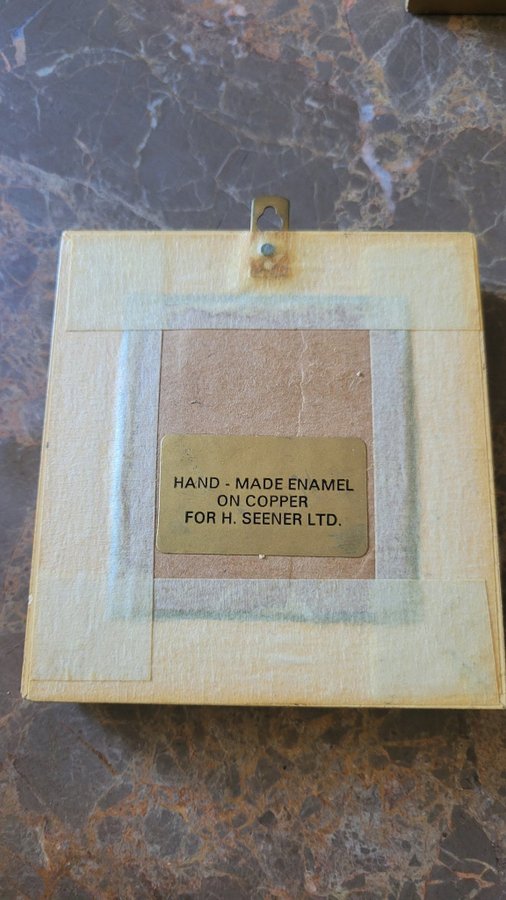 HAND - MADE ENAMEL
ON COPPER
FOR H. SEENER LTD.